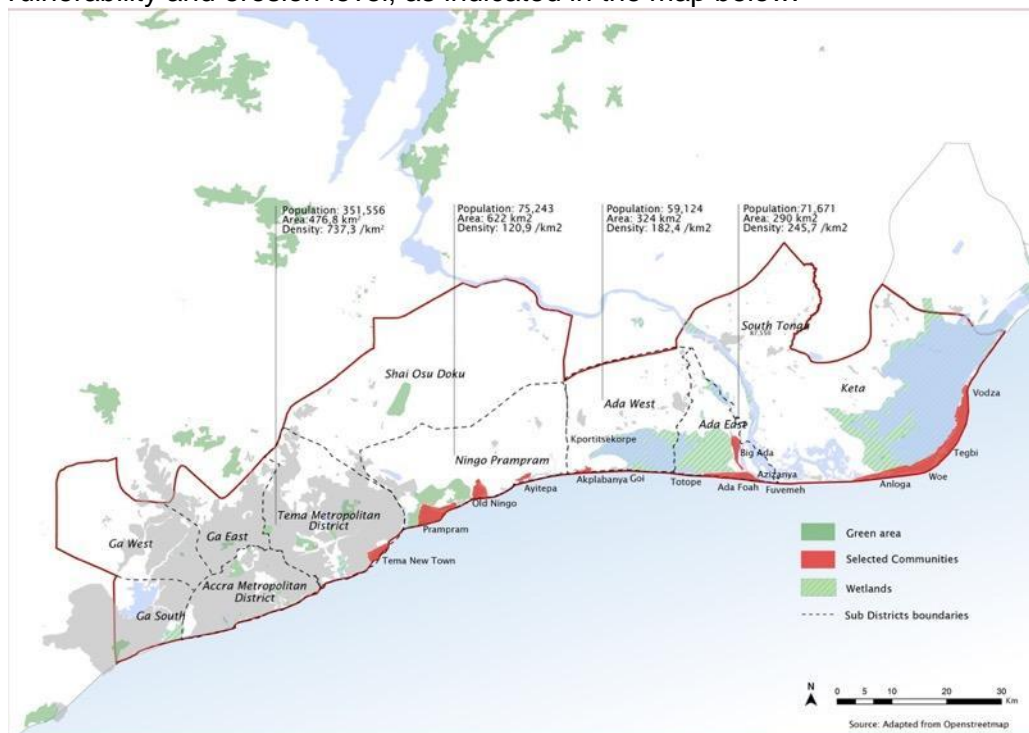 vulnerability and erosion level, as indicated in the map below.
Population: 351,556
Area:476,8 km²
Density: 737,3 /km²
Population: 75,243
Area: 622 km2
Density: 120,9 /km2
Population: 59,124
Area: 324 km2
Density: 182,4 /km2
Population:71,671
Area: 290 km2
Density: 245,7 /km2
South Tongu
Shai Osu Doku
Keta
Vodza
Ada West
Ada East
Kportitsekorpe
Big Ada
Tegbi
Ningo Prampram
Azizanya
Woe
Akplabanya
Goi
Totope
Ada Foah
Fuvemeh
Anloga
Ayitepa
Old Ningo
Tema Metropolitan
District
Prampram
Ga West
Ga East
Tema New Town
Accra Metropolitan
District
Ga South
Green area
Selected Communities
Wetlands
Sub Districts boundaries
N
0 5 10 20 30
Km
Source: Adapted from Openstreetmap